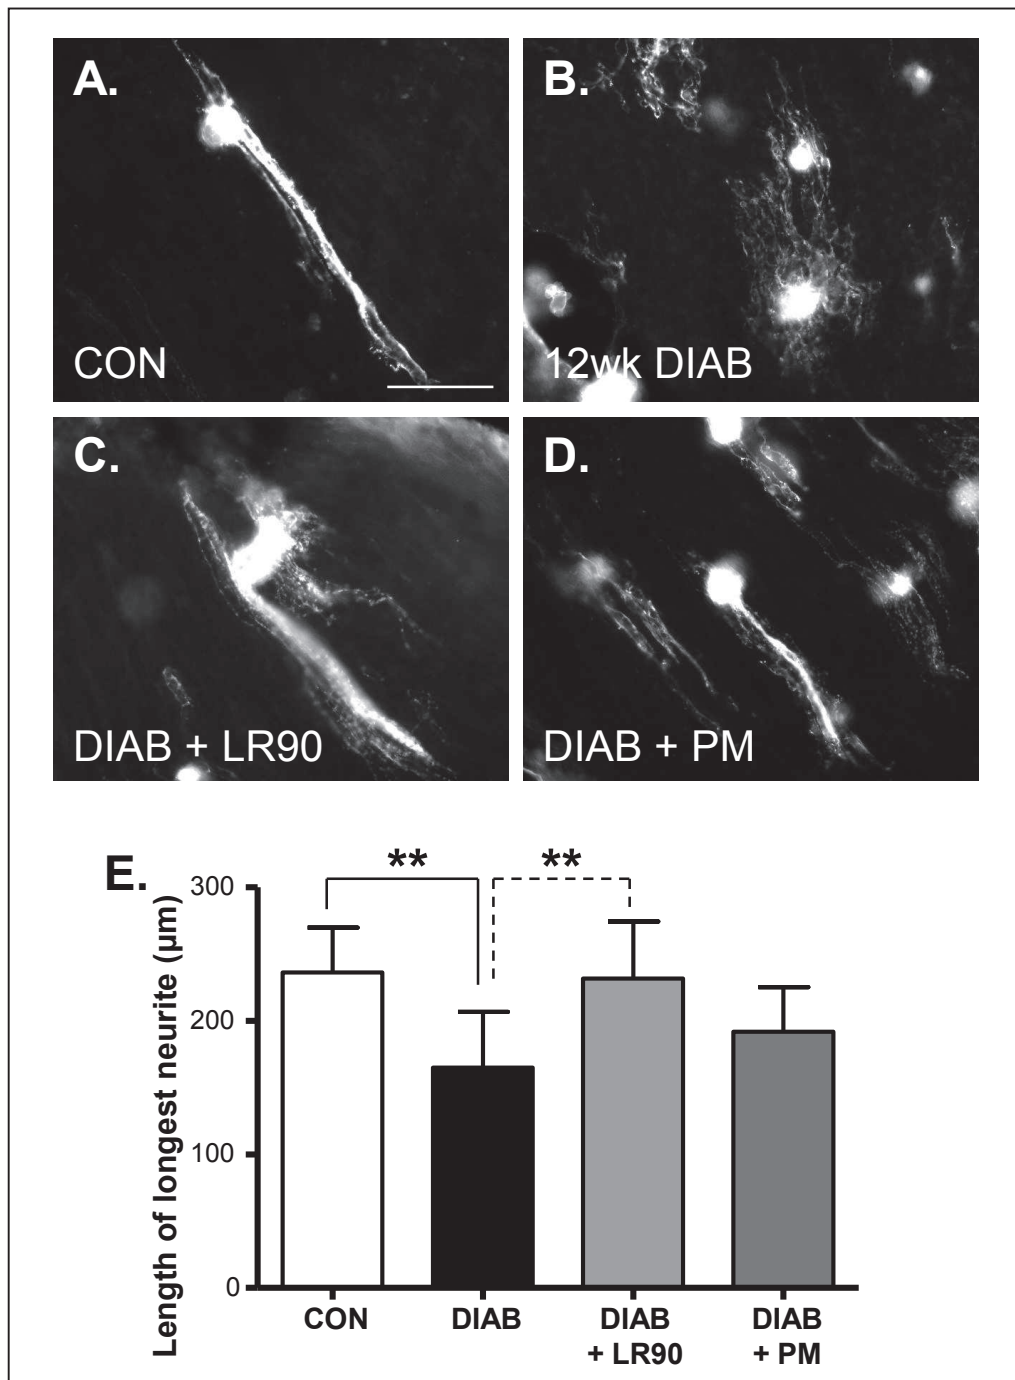 A.
CON
B.
12wk DIAB
C.
DIAB + LR90
D.
DIAB + PM
E.
** **
Length of longest neurite (µm)
300
200
100
0
CON DIAB DIAB DIAB
+ LR90 + PM